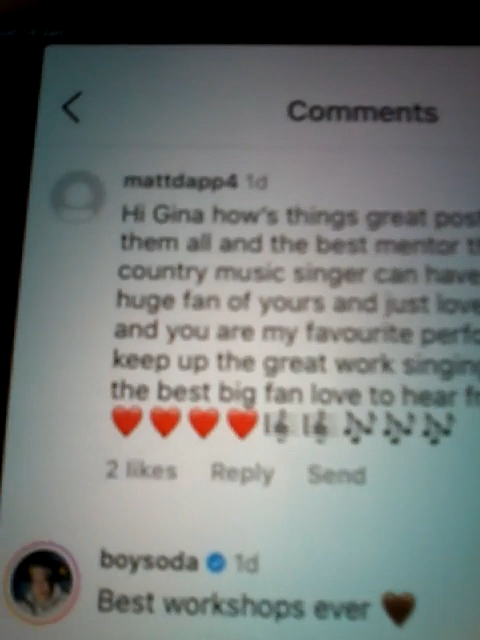 Comments
mattdapp4 1d
Hi Gina how's things great post
them all and the best mentor
country music singer can have
huge fan of yours and just love
and you are my favourite
keep up the great work singing
the best big fan love to hear
❤️❤️❤️❤️🎼🎼🎶🎶🎶
2 likes Reply Send
boysoda 1d
Best workshops ever 🤎